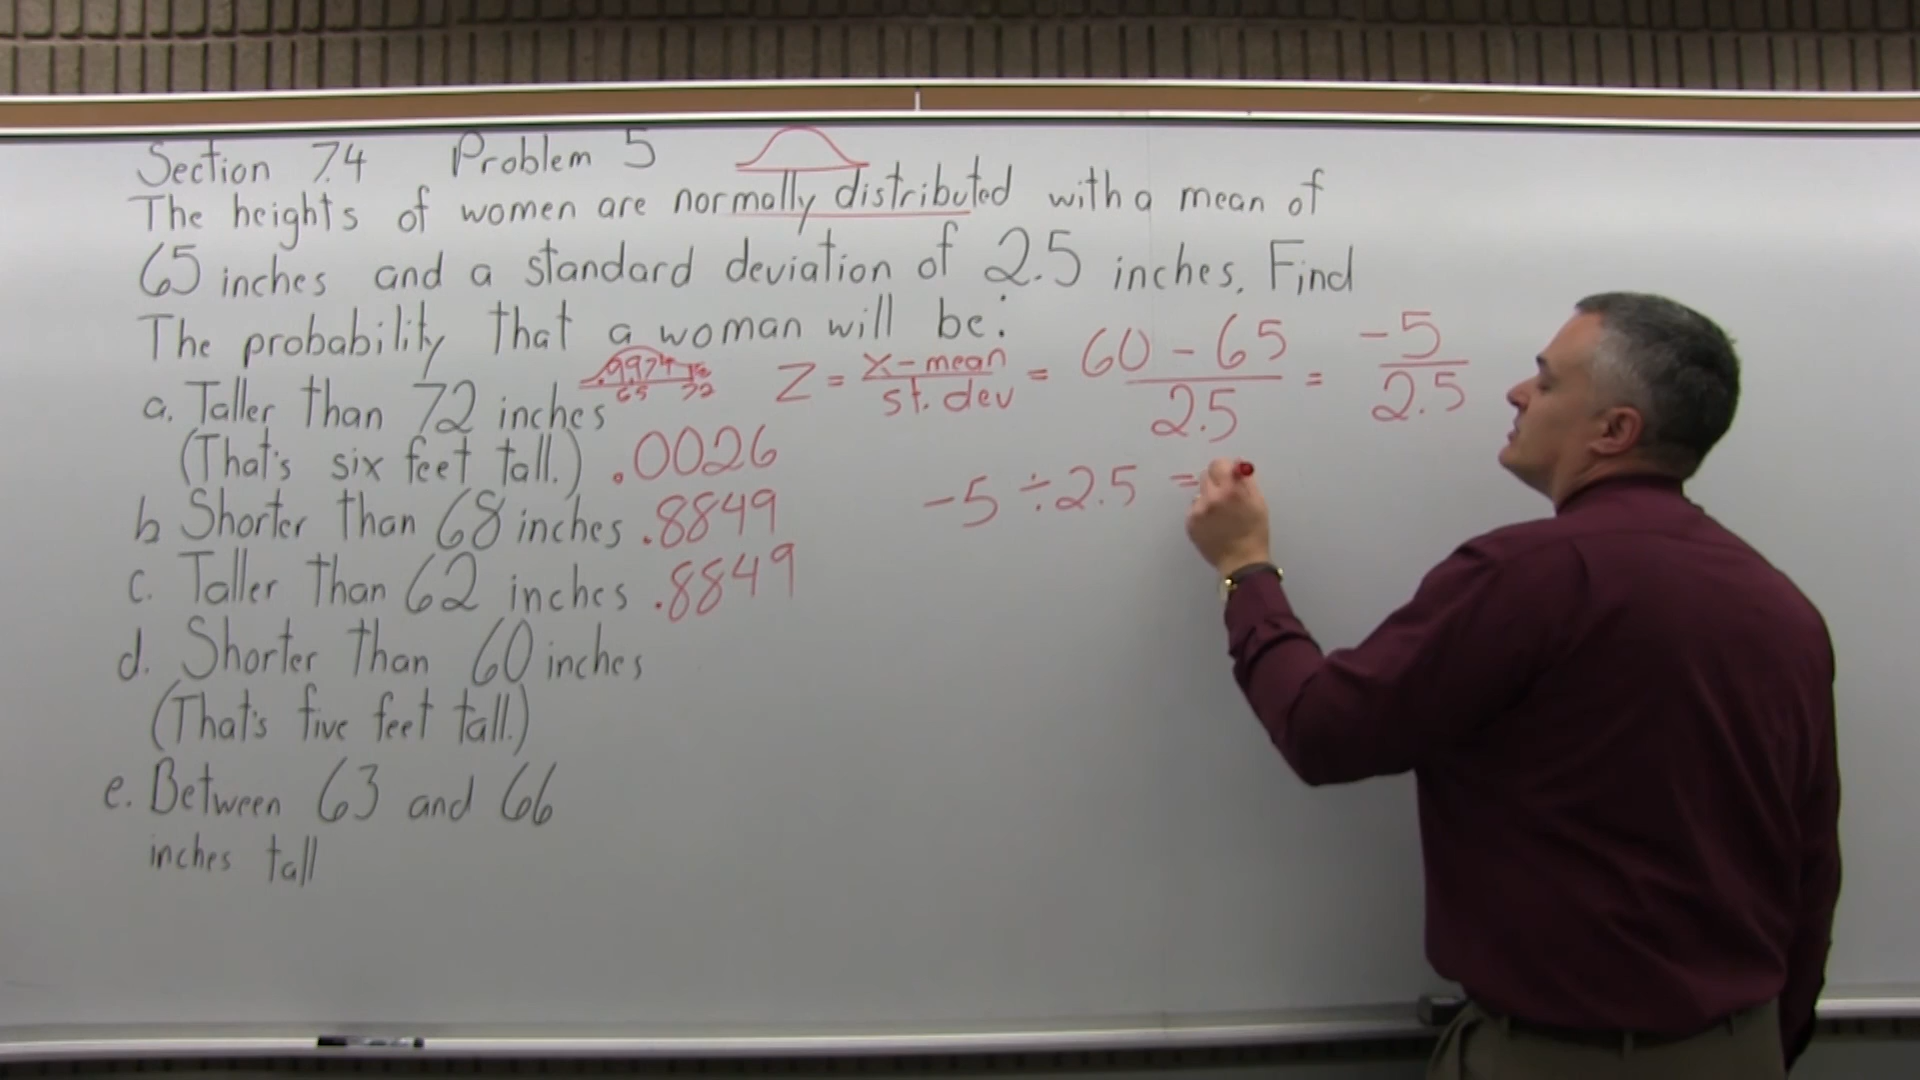 Section 7.4 Problem 5
The heights of women are normally distributed with a mean of
65 inches and a standard deviation of 2.5 inches. Find
The probability that a woman will be:
a. Taller than 72 inches
.9974
65 72
(That's six feet tall.) .0026
b Shorter than 68 inches .8849
c. Taller than 62 inches .8849
d. Shorter than 60 inches
(That's five feet tall.)
e. Between 63 and 66
inches tall
Z = x-mean / st. dev = 60 - 65 / 2.5 = -5 / 2.5
-5 ÷ 2.5 =